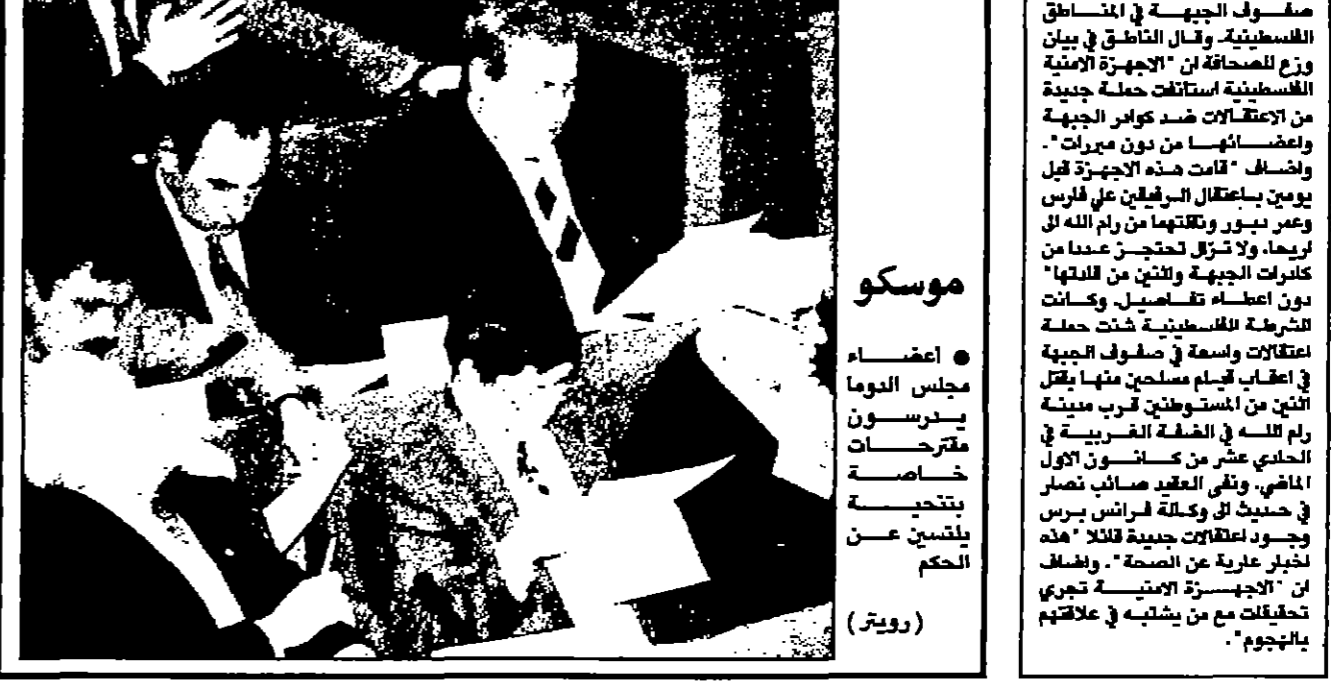 موسكو
● اعضاء
مجلس الدوما
يدرسون
مقترحات
خاصة
بتنحية
يلتسين عن
الحكم
(رويتر)
صفوف الجبهة في المناطق
الفلسطينية. وقال الناطق في بيان
وزع للصحافة ان "الاجهزة الامنية
الفلسطينية استأنفت حملة جديدة
من الاعتقالات ضد كوادر الجبهة
واعضائها من دون مبررات".
واضاف "قامت هذه الاجهزة قبل
يومين باعتقال الرفيقين علي فارس
وعمر ديور ونقلتهما من رام الله الى
اريحا، ولا تزال تحتجز عددا من
كادرات الجبهة واثنين من قادتها"
دون اعطاء تفاصيل. وكانت
الشرطة الفلسطينية شنت حملة
اعتقالات واسعة في صفوف الجبهة
في اعقاب قيام مسلحين منها بقتل
اثنين من المستوطنين قرب مدينة
رام الله في الضفة الغربية في
الحادي عشر من كانون الاول
الماضي. ونفى العقيد صائب نصار
في حديث الى وكالة فرانس برس
وجود اعتقالات جديدة قائلا "هذه
اخبار عارية عن الصحة". واضاف
ان "الاجهزة الامنية تجري
تحقيقات مع من يشتبه في علاقتهم
بالهجوم".